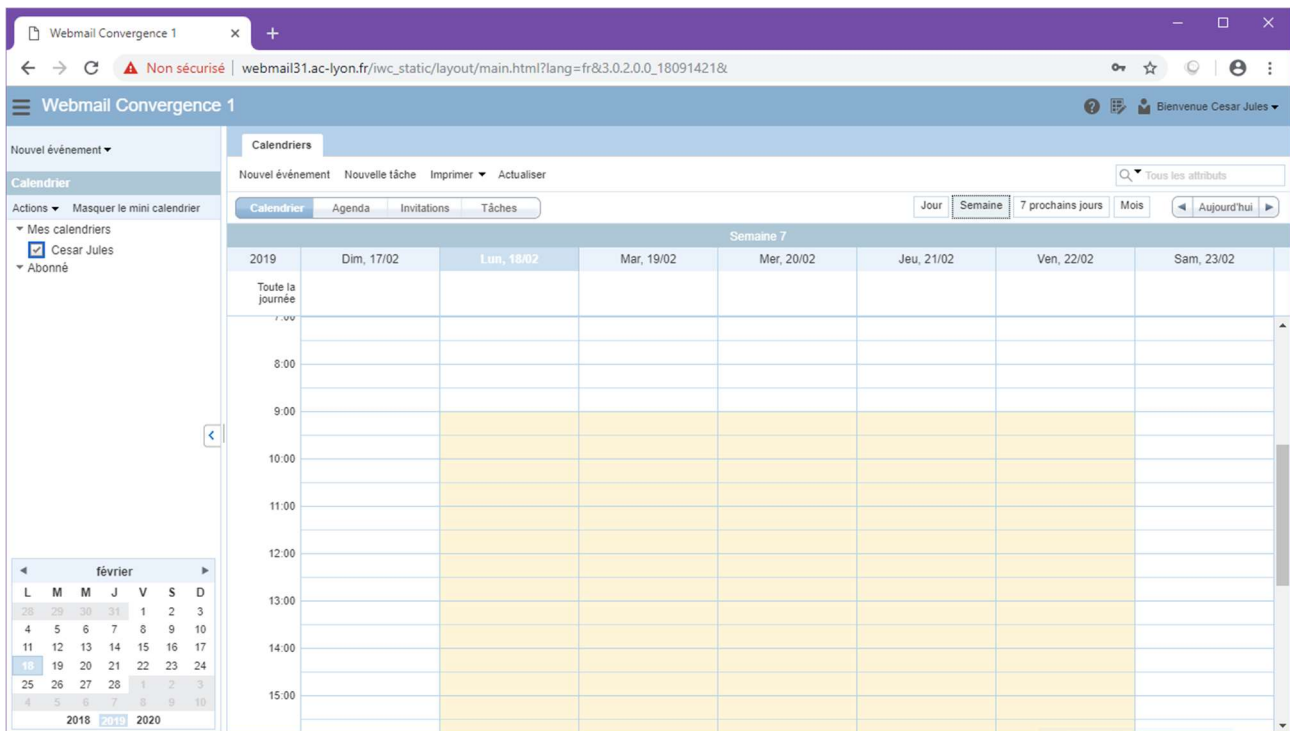 Webmail Convergence 1
Non sécurisé | webmail31.ac-lyon.fr/iwc_static/layout/main.html?lang=fr&3.0.2.0.0_18091421&
Webmail Convergence 1
Bienvenue Cesar Jules
Nouvel événement
Calendriers
Calendrier
Nouvel événement Nouvelle tâche Imprimer Actualiser
Tous les attributs
Actions Masquer le mini calendrier
Calendrier Agenda Invitations Tâches
Jour Semaine 7 prochains jours Mois Aujourd'hui
Mes calendriers
Cesar Jules
Abonné
Semaine 7
2019 Dim, 17/02 Lun, 18/02 Mar, 19/02 Mer, 20/02 Jeu, 21/02 Ven, 22/02 Sam, 23/02
Toute la
journée
7:00
8:00
9:00
10:00
11:00
12:00
13:00
14:00
15:00
février
L M M J V S D
28 29 30 31 1 2 3
4 5 6 7 8 9 10
11 12 13 14 15 16 17
18 19 20 21 22 23 24
25 26 27 28 1 2 3
4 5 6 7 8 9 10
2018 2019 2020